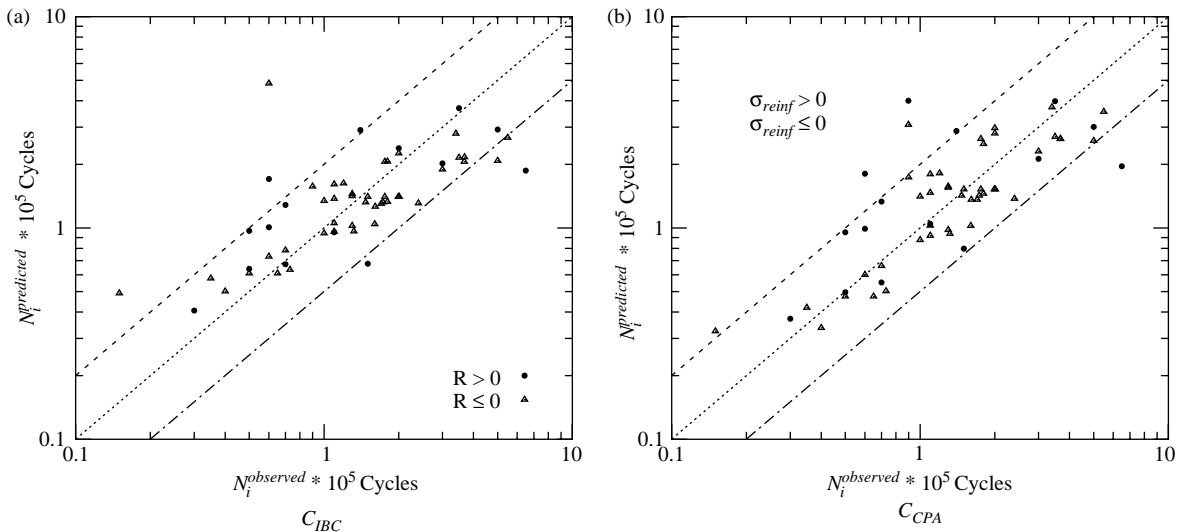 (a)
10
1
0.1
N_i^predicted * 10^5 Cycles
R > 0
R ≤ 0
0.1 1 10
N_i^observed * 10^5 Cycles
C_IBC
(b)
10
1
0.1
N_i^predicted * 10^5 Cycles
σ_reinf > 0
σ_reinf ≤ 0
0.1 1 10
N_i^observed * 10^5 Cycles
C_CPA